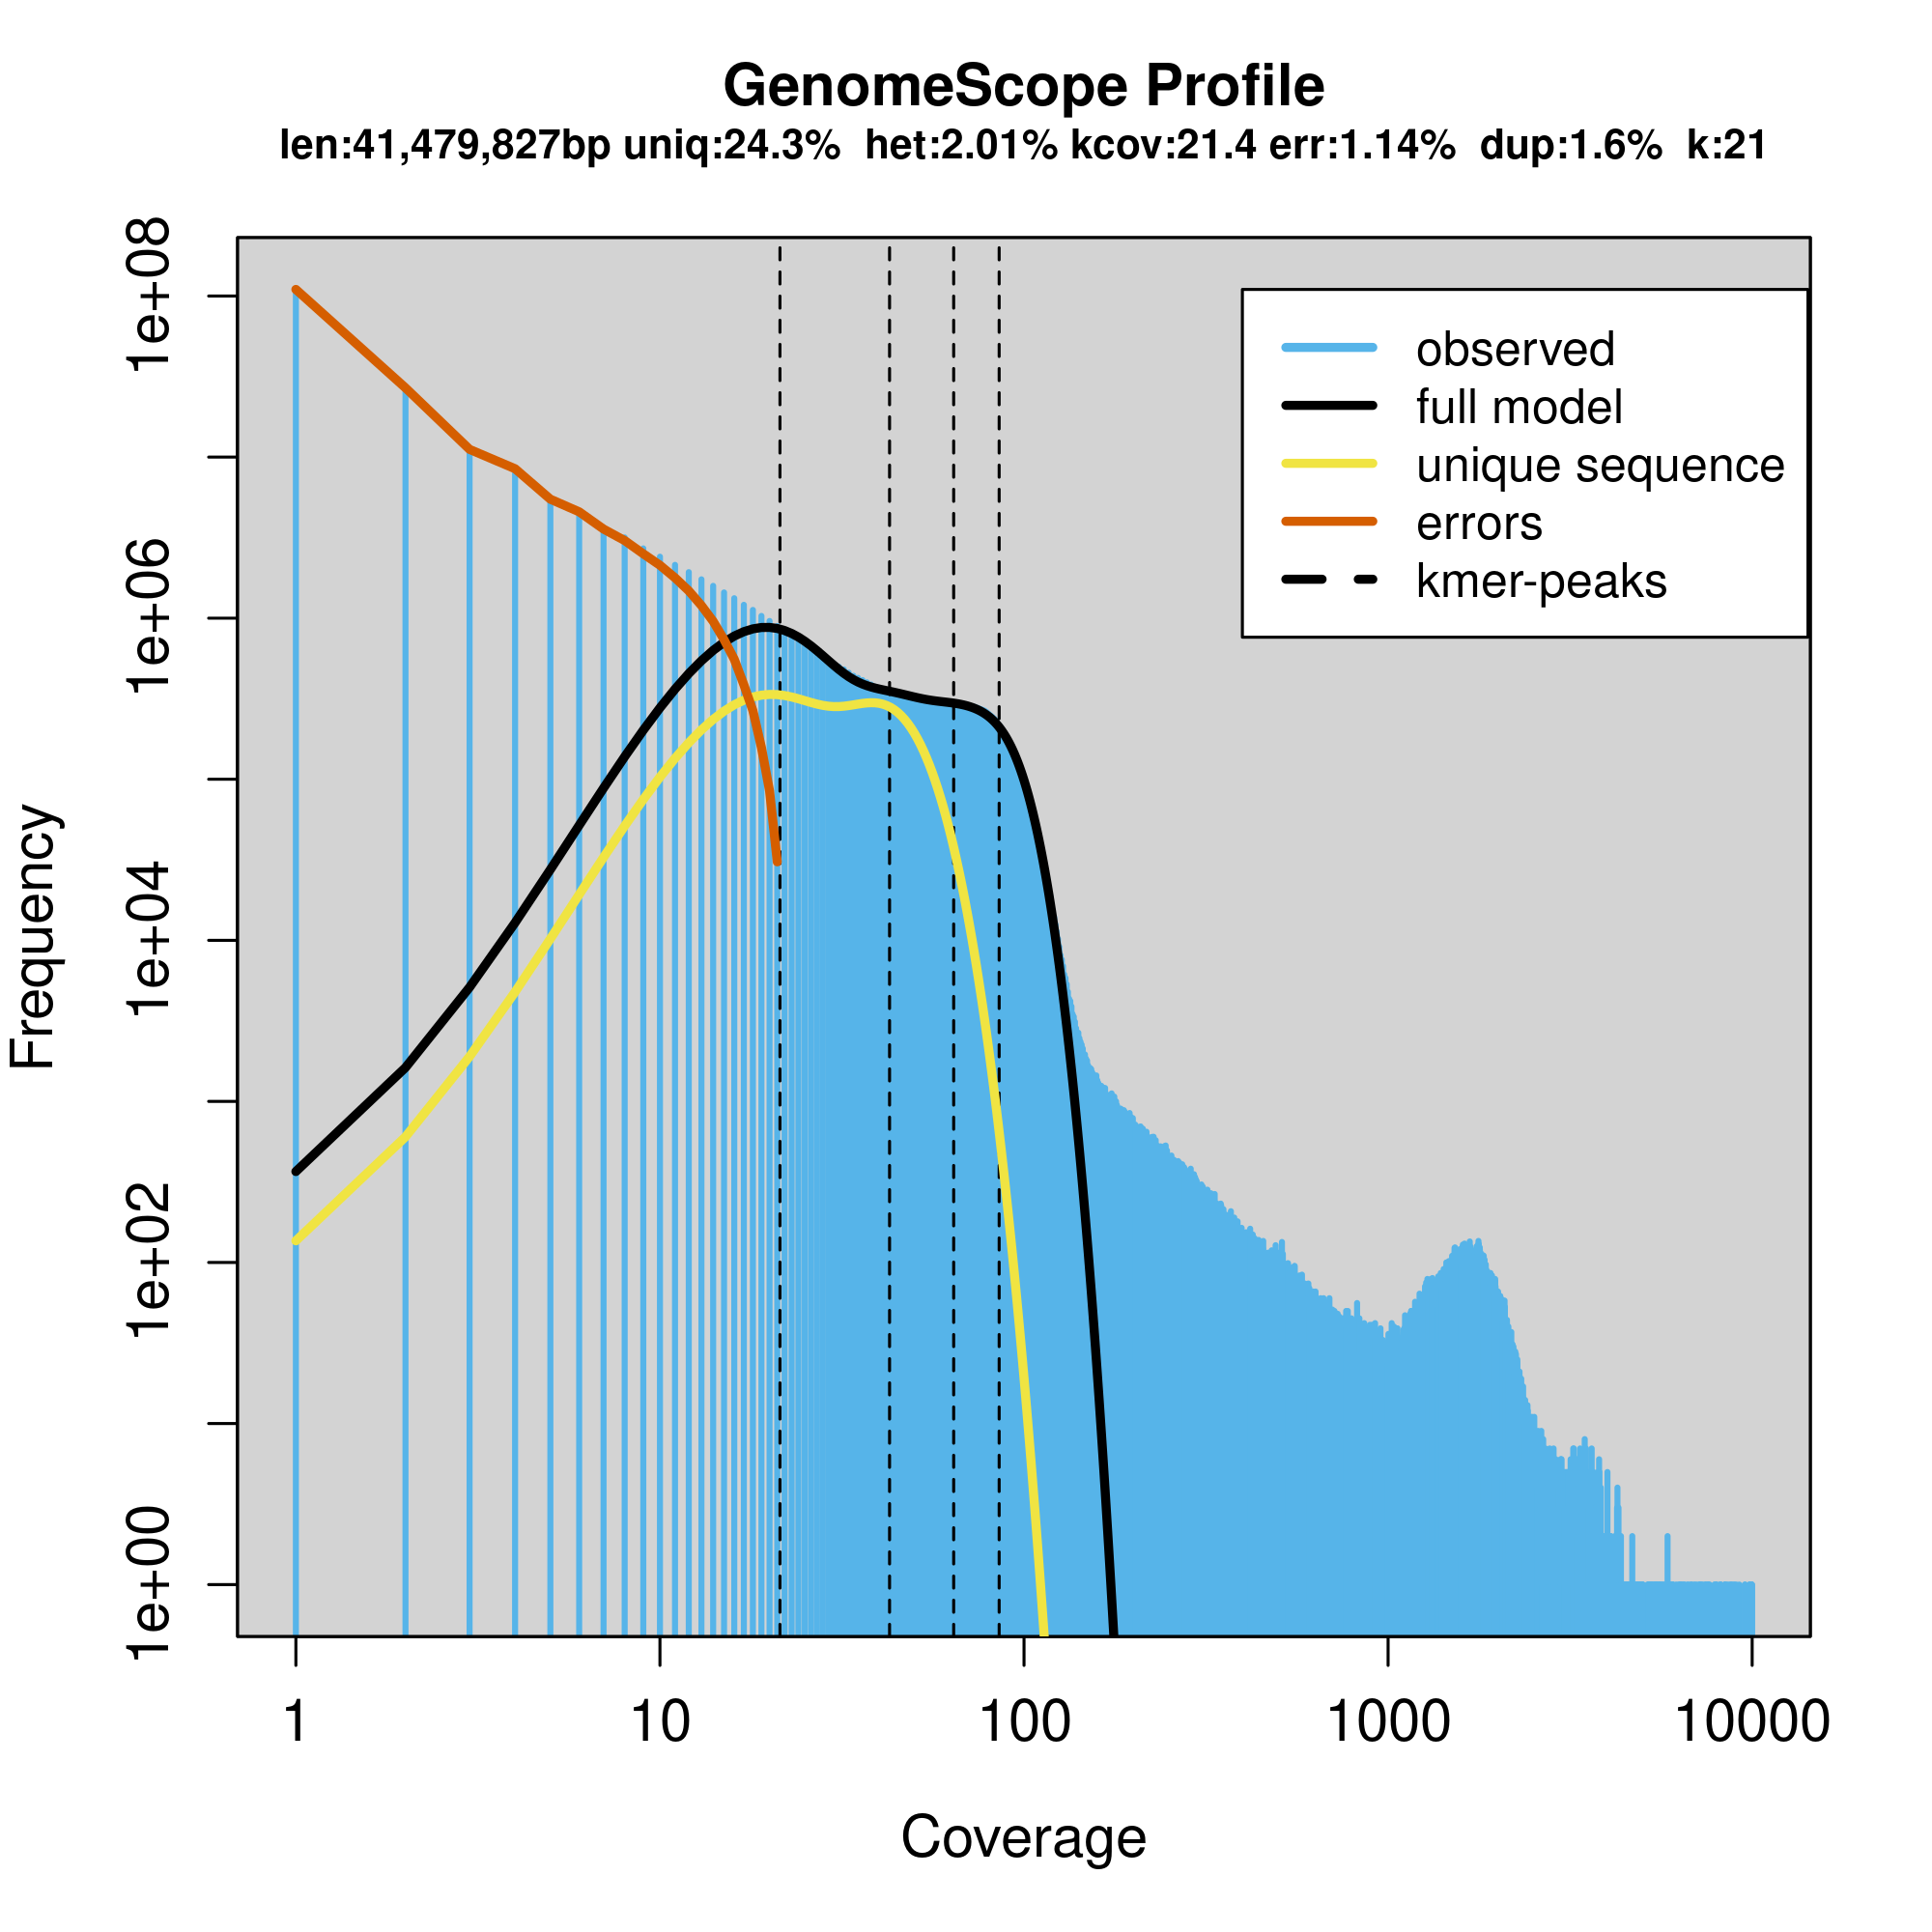 GenomeScope Profile
len:41,479,827bp uniq:24.3% het:2.01% kcov:21.4 err:1.14% dup:1.6% k:21
observed
full model
unique sequence
errors
kmer-peaks
Frequency
1e+08
1e+06
1e+04
1e+02
1e+00
1 10 100 1000 10000
Coverage